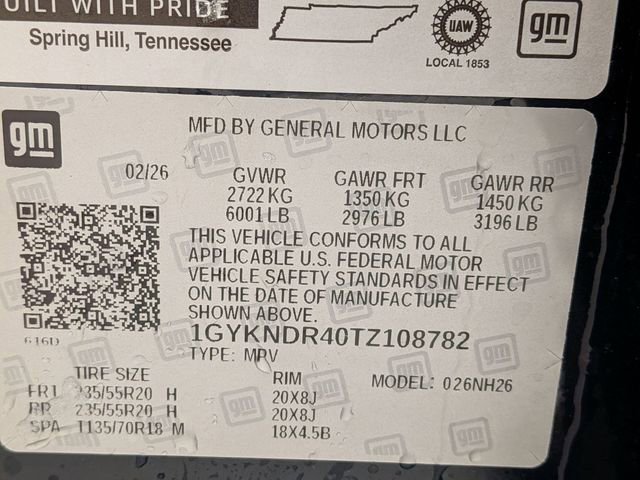 BUILT WITH PRIDE
Spring Hill, Tennessee
UAW
LOCAL 1853
gm
gm
MFD BY GENERAL MOTORS LLC
02/26
GVWR GAWR FRT GAWR RR
2722 KG 1350 KG 1450 KG
6001 LB 2976 LB 3196 LB
THIS VEHICLE CONFORMS TO ALL
APPLICABLE U.S. FEDERAL MOTOR
VEHICLE SAFETY STANDARDS IN EFFECT
ON THE DATE OF MANUFACTURE
SHOWN ABOVE.
616D
1GYKNDR40TZ108782
TYPE: MPV
TIRE SIZE RIM MODEL: 026NH26
FRT 235/55R20 H 20X8J
RR 235/55R20 H 20X8J
SPA T135/70R18 M 18X4.5B